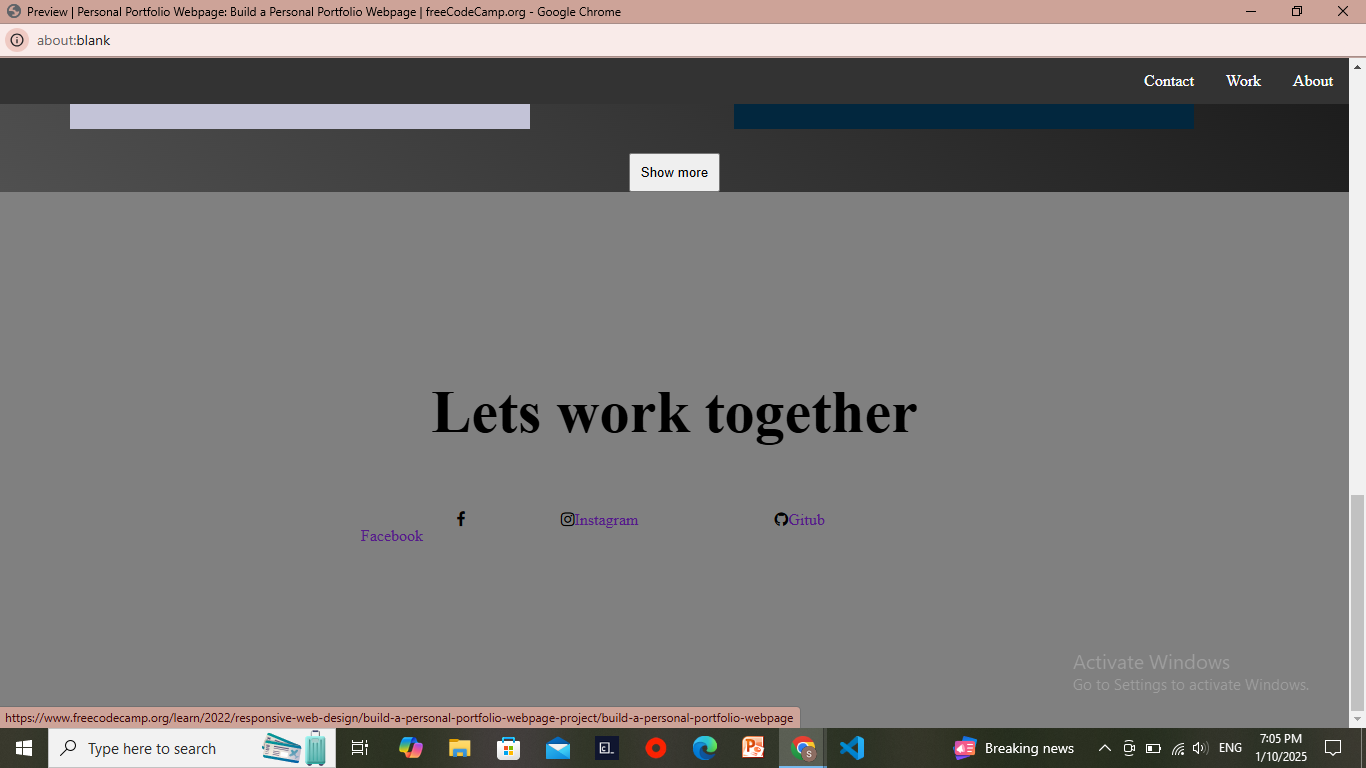 Preview | Personal Portfolio Webpage: Build a Personal Portfolio Webpage | freeCodeCamp.org - Google Chrome
about:blank
Contact Work About
Show more
Lets work together
Facebook Instagram Gitub
Activate Windows
Go to Settings to activate Windows.
https://www.freecodecamp.org/learn/2022/responsive-web-design/build-a-personal-portfolio-webpage-project/build-a-personal-portfolio-webpage
Type here to search Breaking news ENG 7:05 PM
1/10/2025